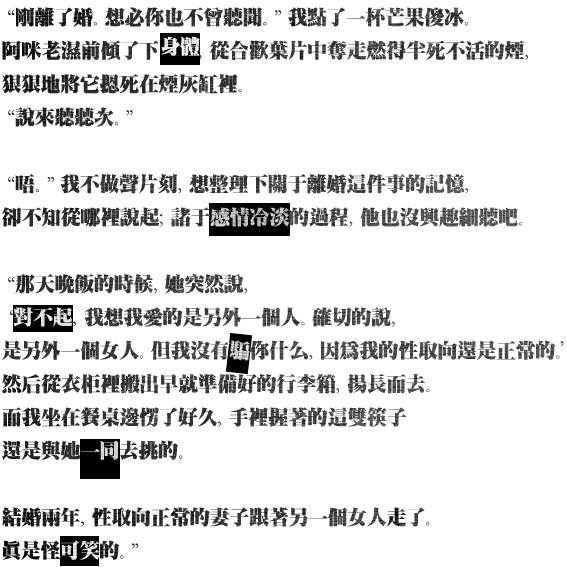 “剛離了婚。想必你也不曾聽聞。”我點了一杯芒果優冰。
阿咪老濕前傾了下身體，從合歡葉片中奪走燃得半死不活的煙，
狠狠地將它摁死在煙灰缸裡。
“說來聽聽次。”
“唔。”我不做聲片刻，想整理下關于離婚這件事的記憶，
卻不知從哪裡說起；諸于感情冷淡的過程，他也沒興趣細聽吧。
“那天晚飯的時候，她突然說，
‘對不起，我想我愛的是另外一個人。確切的說，
是另外一個女人。但我沒有騙你什么，因爲我的性取向還是正常的。’
然后從衣柜裡搬出早就準備好的行李箱，揚長而去。
而我坐在餐桌邊愣了好久，手裡握著的這雙筷子
還是與她一同去挑的。
結婚兩年，性取向正常的妻子跟著另一個女人走了。
眞是怪可笑的。”